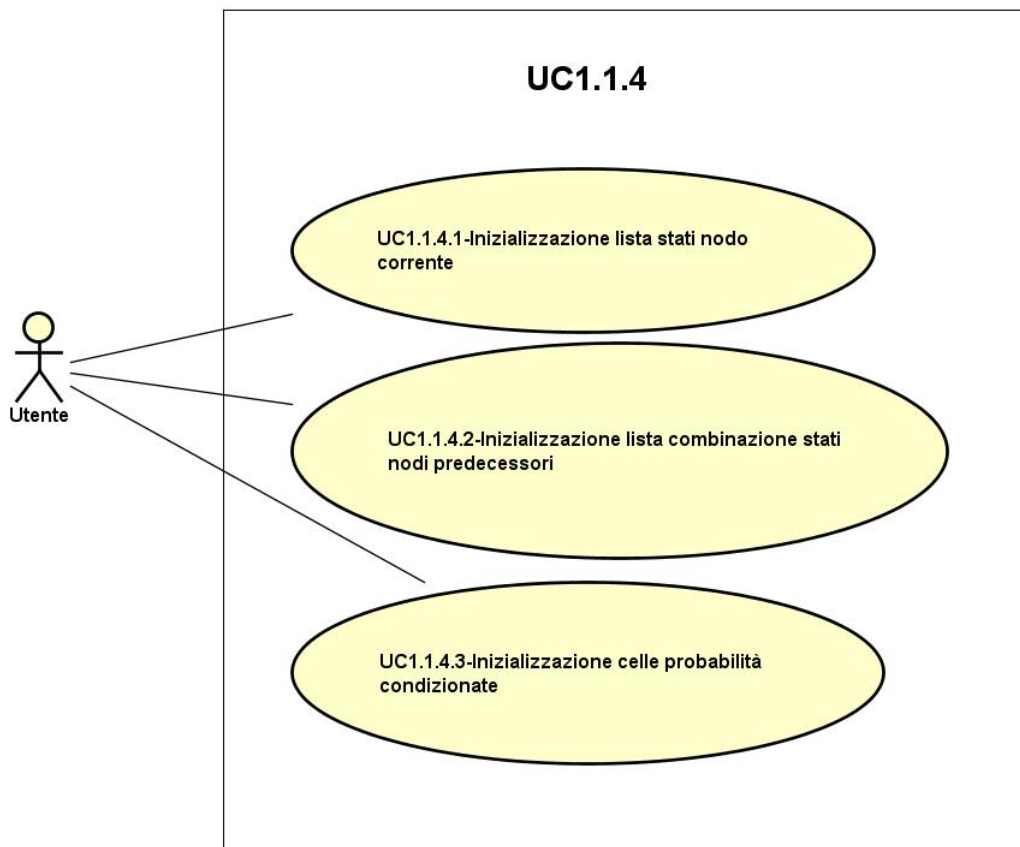 UC1.1.4
UC1.1.4.1-Inizializzazione lista stati nodo
corrente
Utente
UC1.1.4.2-Inizializzazione lista combinazione stati
nodi predecessori
UC1.1.4.3-Inizializzazione celle probabilità
condizionate